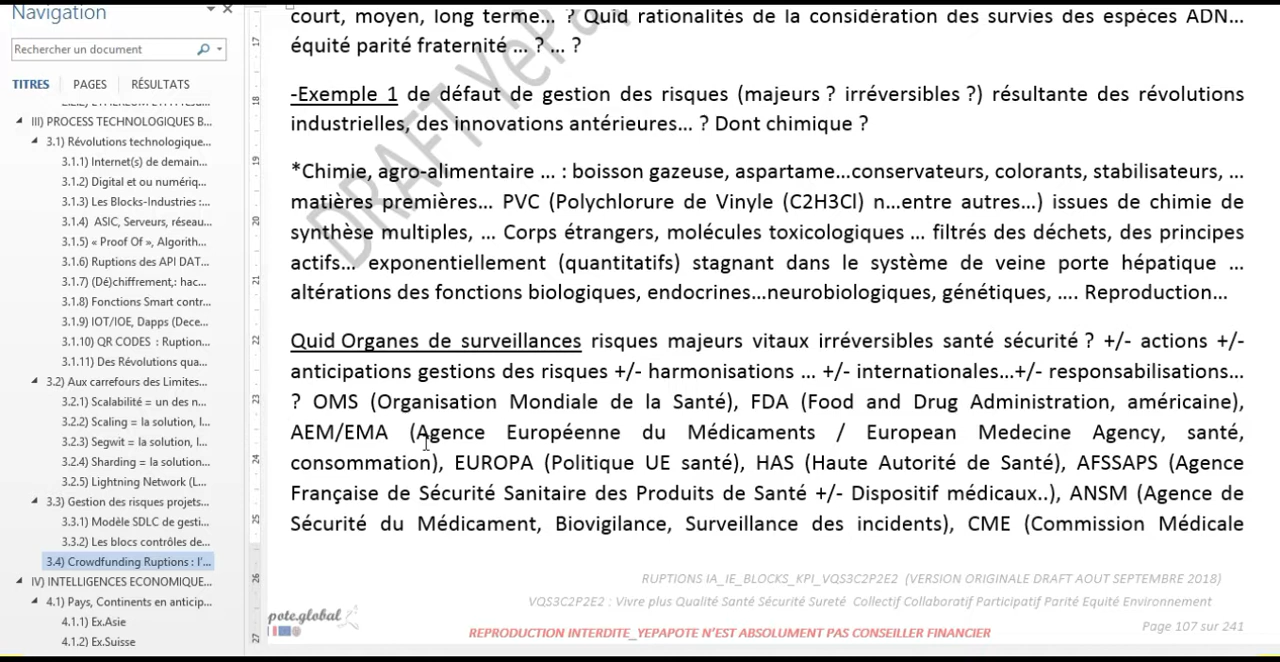 Navigation
Rechercher un document
TITRES PAGES RÉSULTATS
III) PROCESS TECHNOLOGIQUES B...
3.1) Révolutions technologique...
3.1.1) Internet(s) de demain...
3.1.2) Digital et ou numériq...
3.1.3) Les Blocks-Industries :...
3.1.4) ASIC, Serveurs, réseau...
3.1.5) « Proof Of », Algorith...
3.1.6) Ruptions des API DAT...
3.1.7) (Dé)chiffrement,: hac...
3.1.8) Fonctions Smart contr...
3.1.9) IOT/IOE, Dapps (Dece...
3.1.10) QR CODES : Ruption...
3.1.11) Des Révolutions qua...
3.2) Aux carrefours des Limites...
3.2.1) Scalabilité = un des n...
3.2.2) Scaling = la solution, l...
3.2.3) Segwit = la solution, l...
3.2.4) Sharding = la solution...
3.2.5) Lightning Network (L...
3.3) Gestion des risques projets...
3.3.1) Modèle SDLC de gesti...
3.3.2) Les blocs contrôles de...
3.4) Crowdfunding Ruptions : l'...
IV) INTELLIGENCES ECONOMIQUE...
4.1) Pays, Continents en anticip...
4.1.1) Ex.Asie
4.1.2) Ex.Suisse
17
18
19
20
21
22
23
24
25
26
27
court, moyen, long terme... ? Quid rationalités de la considération des survies des espèces ADN...
équité parité fraternité ... ? ... ?
-Exemple 1 de défaut de gestion des risques (majeurs ? irréversibles ?) résultante des révolutions
industrielles, des innovations antérieures... ? Dont chimique ?
*Chimie, agro-alimentaire ... : boisson gazeuse, aspartame...conservateurs, colorants, stabilisateurs, ...
matières premières... PVC (Polychlorure de Vinyle (C2H3Cl) n...entre autres...) issues de chimie de
synthèse multiples, ... Corps étrangers, molécules toxicologiques ... filtrés des déchets, des principes
actifs... exponentiellement (quantitatifs) stagnant dans le système de veine porte hépatique ...
altérations des fonctions biologiques, endocrines...neurobiologiques, génétiques, .... Reproduction...
Quid Organes de surveillances risques majeurs vitaux irréversibles santé sécurité ? +/- actions +/-
anticipations gestions des risques +/- harmonisations ... +/- internationales...+/- responsabilisations...
? OMS (Organisation Mondiale de la Santé), FDA (Food and Drug Administration, américaine),
AEM/EMA (Agence Européenne du Médicaments / European Medecine Agency, santé,
consommation), EUROPA (Politique UE santé), HAS (Haute Autorité de Santé), AFSSAPS (Agence
Française de Sécurité Sanitaire des Produits de Santé +/- Dispositif médicaux..), ANSM (Agence de
Sécurité du Médicament, Biovigilance, Surveillance des incidents), CME (Commission Médicale
DRAFT YePa
RUPTIONS IA_IE_BLOCKS_KPI_VQS3C2P2E2 (VERSION ORIGINALE DRAFT AOUT SEPTEMBRE 2018)
VQS3C2P2E2 : Vivre plus Qualité Santé Sécurité Sureté Collectif Collaboratif Participatif Parité Equité Environnement
pote.global
REPRODUCTION INTERDITE_YEPAPOTE N'EST ABSOLUMENT PAS CONSEILLER FINANCIER
Page 107 sur 241